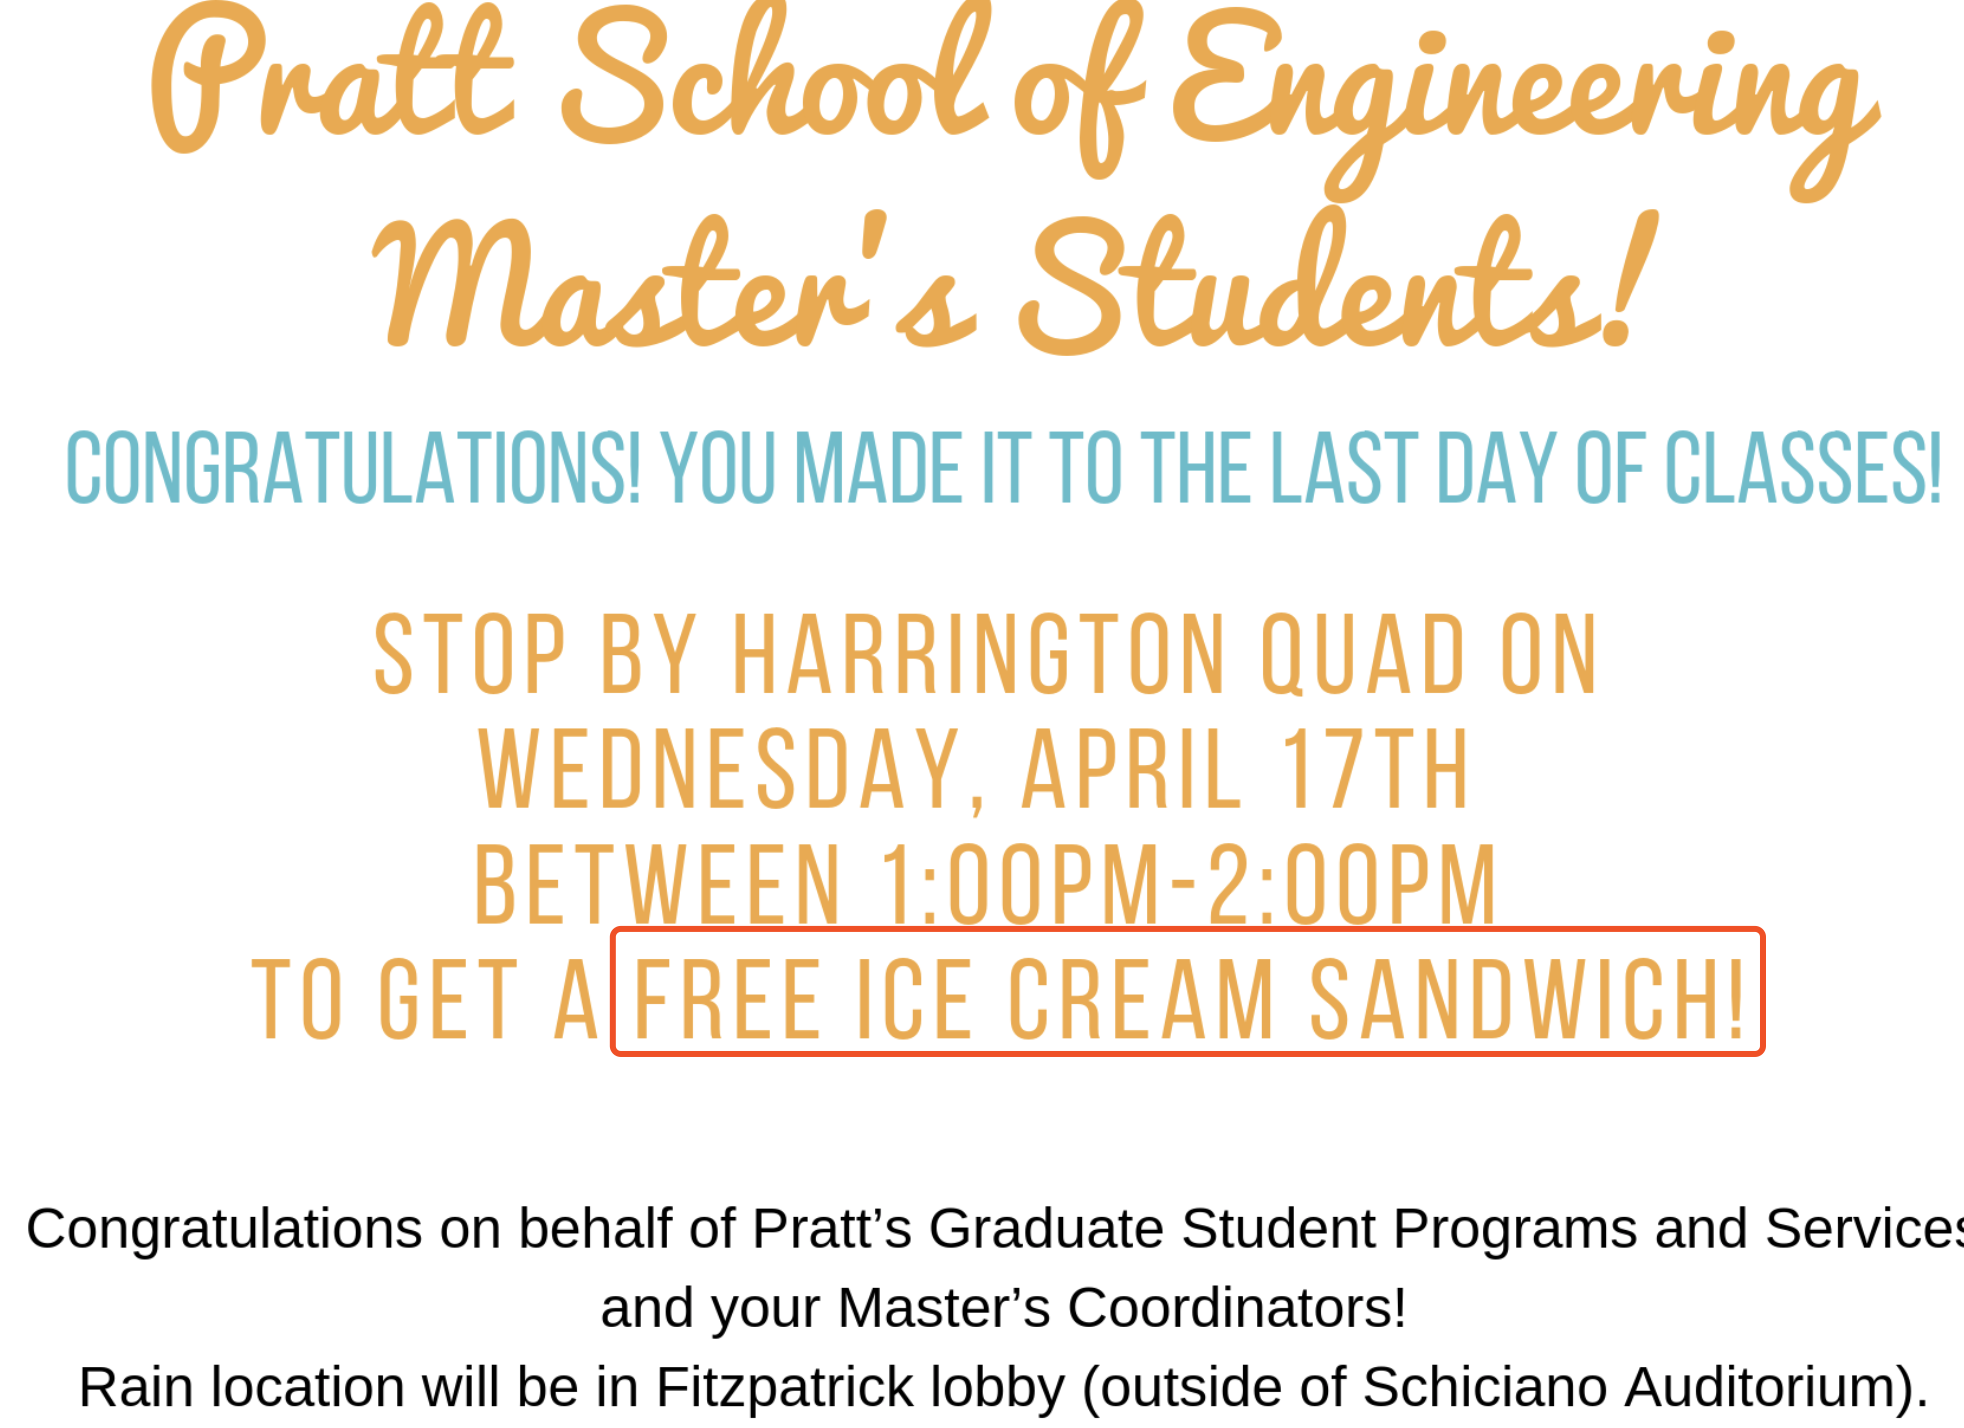 Pratt School of Engineering
Master's Students!
CONGRATULATIONS! YOU MADE IT TO THE LAST DAY OF CLASSES!
STOP BY HARRINGTON QUAD ON
WEDNESDAY, APRIL 17TH
BETWEEN 1:00PM-2:00PM
TO GET A FREE ICE CREAM SANDWICH!
Congratulations on behalf of Pratt’s Graduate Student Programs and Services
and your Master’s Coordinators!
Rain location will be in Fitzpatrick lobby (outside of Schiciano Auditorium).